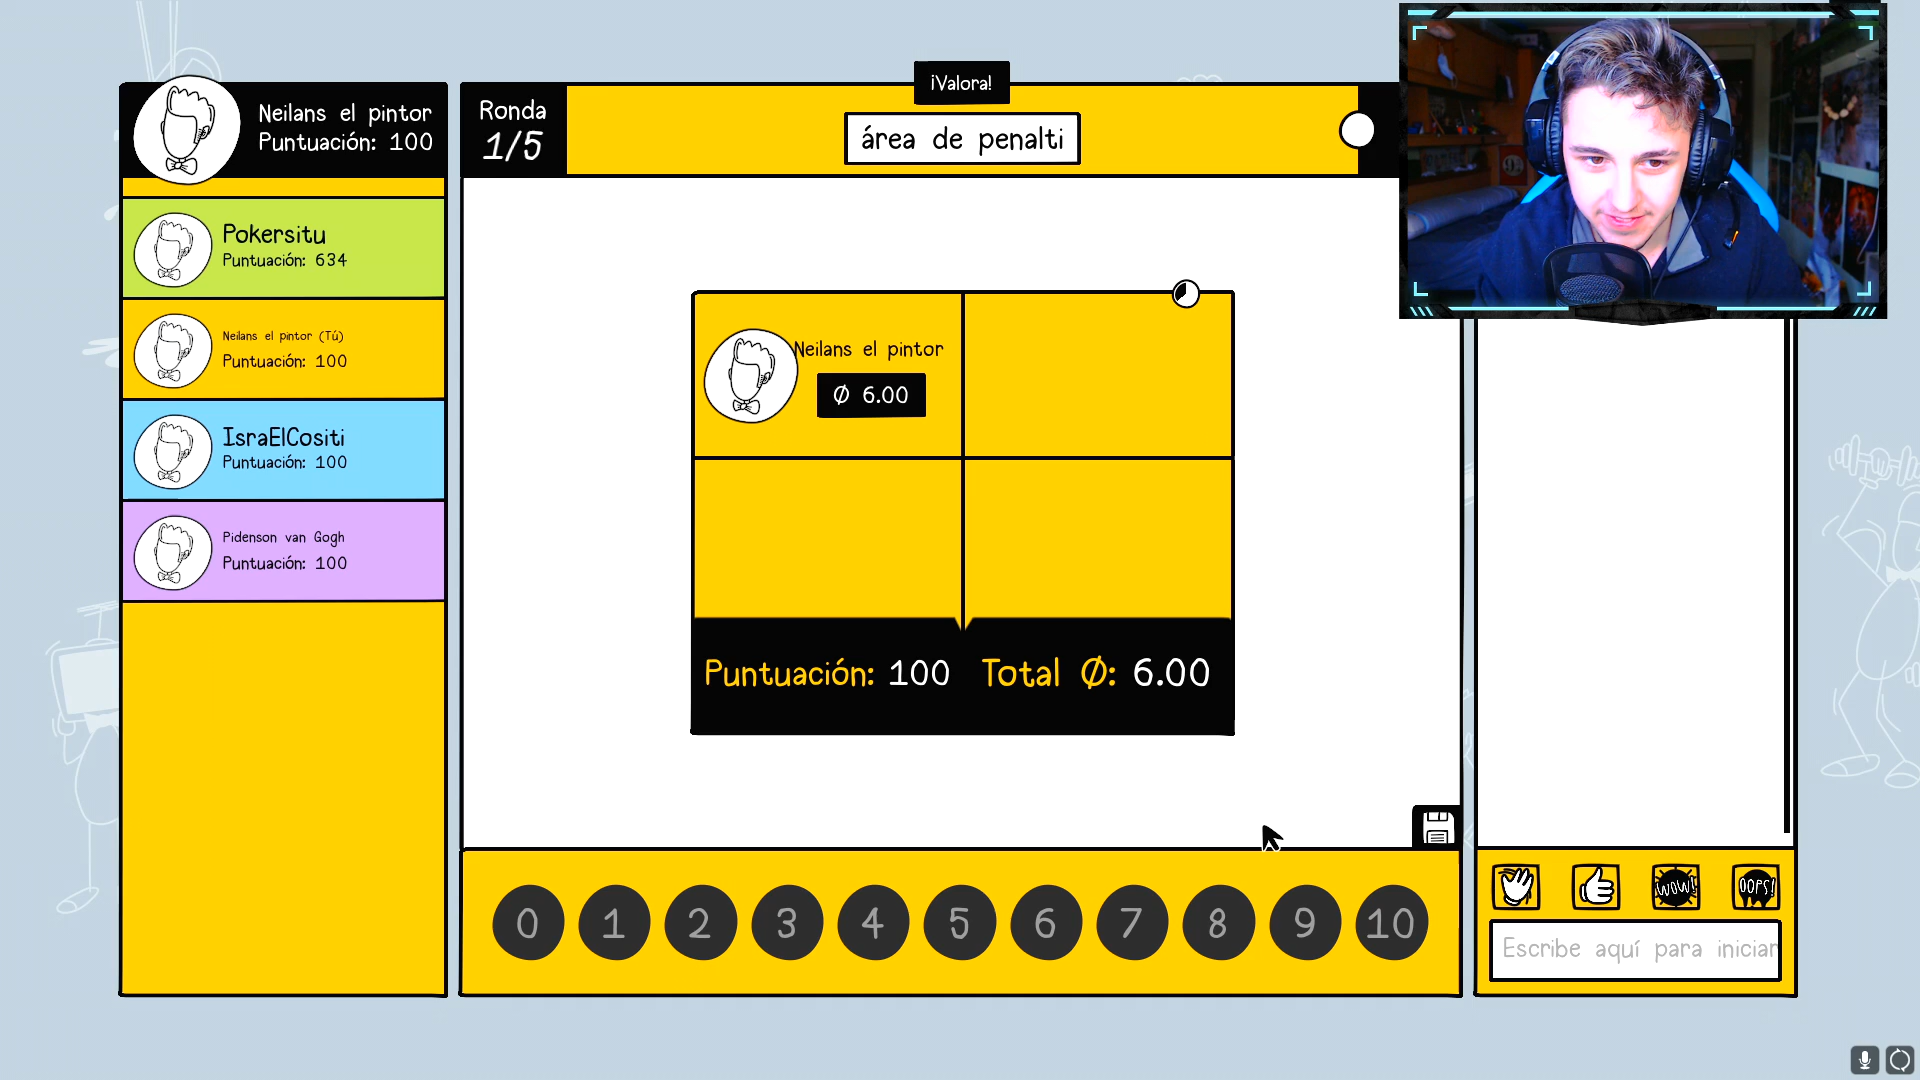 Neilans el pintor
Puntuación: 100
Pokersitu
Puntuación: 634
Neilans el pintor (Tú)
Puntuación: 100
IsraElCositi
Puntuación: 100
Pidenson van Gogh
Puntuación: 100
Ronda
1/5
¡Valora!
área de penalti
Neilans el pintor
Ø 6.00
Puntuación: 100 Total Ø: 6.00
0 1 2 3 4 5 6 7 8 9 10
WOW! OOPS!
Escribe aquí para iniciar